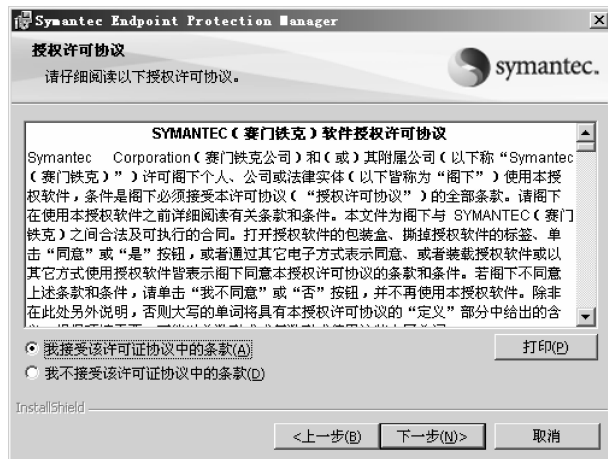 Symantec Endpoint Protection Manager
授权许可协议
请仔细阅读以下授权许可协议。
symantec.
SYMANTEC（赛门铁克）软件授权许可协议
Symantec Corporation（赛门铁克公司）和（或）其附属公司（以下称“Symantec
（赛门铁克）”）许可阁下个人、公司或法律实体（以下皆称为“阁下”）使用本授
权软件，条件是阁下必须接受本许可协议（“授权许可协议”）的全部条款。请阁下
在使用本授权软件之前详细阅读有关条款和条件。本文件为阁下与 SYMANTEC（赛门
铁克）之间合法及可执行的合同。打开授权软件的包装盒、撕掉授权软件的标签、单
击“同意”或“是”按钮，或者通过其它电子方式表示同意、或者装载授权软件或以
其它方式使用授权软件皆表示阁下同意本授权许可协议的条款和条件。若阁下不同意
上述条款和条件，请单击“我不同意”或“否”按钮，并不再使用本授权软件。除非
在此处另外说明，否则大写的单词将具有本授权许可协议的“定义”部分中给出的含
我接受该许可证协议中的条款(A)
打印(P)
我不接受该许可证协议中的条款(D)
InstallShield
<上一步(B)
下一步(N)>
取消